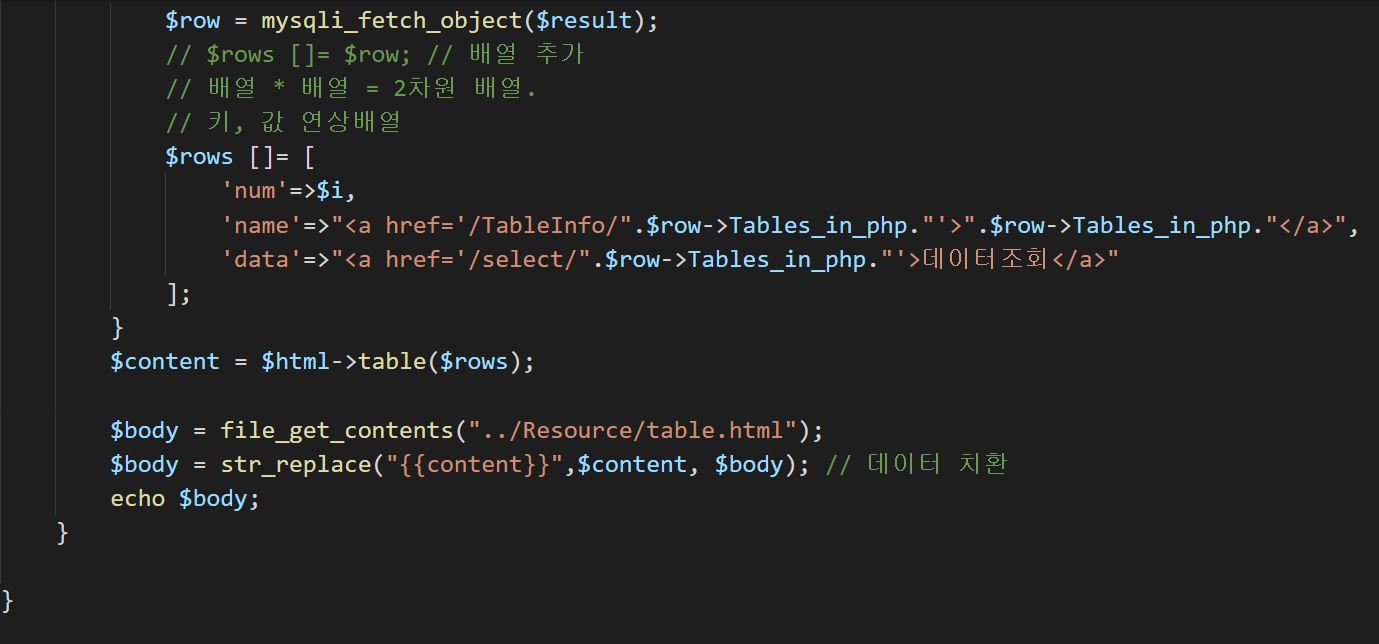 $row = mysqli_fetch_object($result);
// $rows []= $row; // 배열 추가
// 배열 * 배열 = 2차원 배열.
// 키, 값 연상배열
$rows []= [
'num'=>$i,
'name'=>"<a href='/TableInfo/".$row->Tables_in_php."'>".$row->Tables_in_php."</a>",
'data'=>"<a href='/select/".$row->Tables_in_php."'>데이터조회</a>"
];
}
$content = $html->table($rows);
$body = file_get_contents("../Resource/table.html");
$body = str_replace("{{content}}",$content, $body); // 데이터 치환
echo $body;
}
}